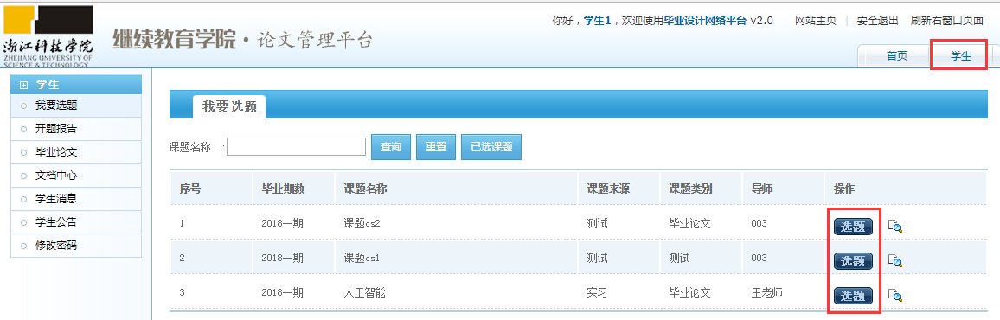 你好，学生1，欢迎使用毕业设计网络平台 v2.0 网站主页 | 安全退出 刷新右窗口页面
浙江科技学院
ZHEJIANG UNIVERSITY OF
SCIENCE & TECHNOLOGY
继续教育学院·论文管理平台
首页 学生
学生
我要选题
开题报告
毕业论文
文档中心
学生消息
学生公告
修改密码
我要选题
课题名称 : 查询 重置 已选课题
序号 毕业期数 课题名称 课题来源 课题类别 导师 操作
1 2018一期 课题cs2 测试 毕业论文 003 选题
2 2018一期 课题cs1 测试 测试 003 选题
3 2018一期 人工智能 实习 毕业论文 王老师 选题